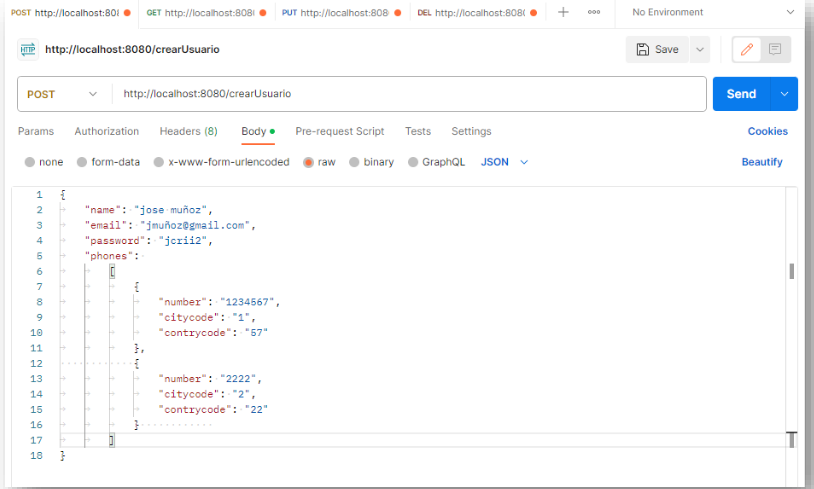 POST http://localhost:808 GET http://localhost:808 PUT http://localhost:808 DEL http://localhost:808 No Environment
HTTP http://localhost:8080/crearUsuario Save
POST http://localhost:8080/crearUsuario Send
Params Authorization Headers (8) Body Pre-request Script Tests Settings Cookies
none form-data x-www-form-urlencoded raw binary GraphQL JSON Beautify
1 {
2 "name": "jose muñoz",
3 "email": "jmuñoz@gmail.com",
4 "password": "jcrii2",
5 "phones":
6 [
7 {
8 "number": "1234567",
9 "citycode": "1",
10 "contrycode": "57"
11 },
12 {
13 "number": "2222",
14 "citycode": "2",
15 "contrycode": "22"
16 }
17 ]
18 }